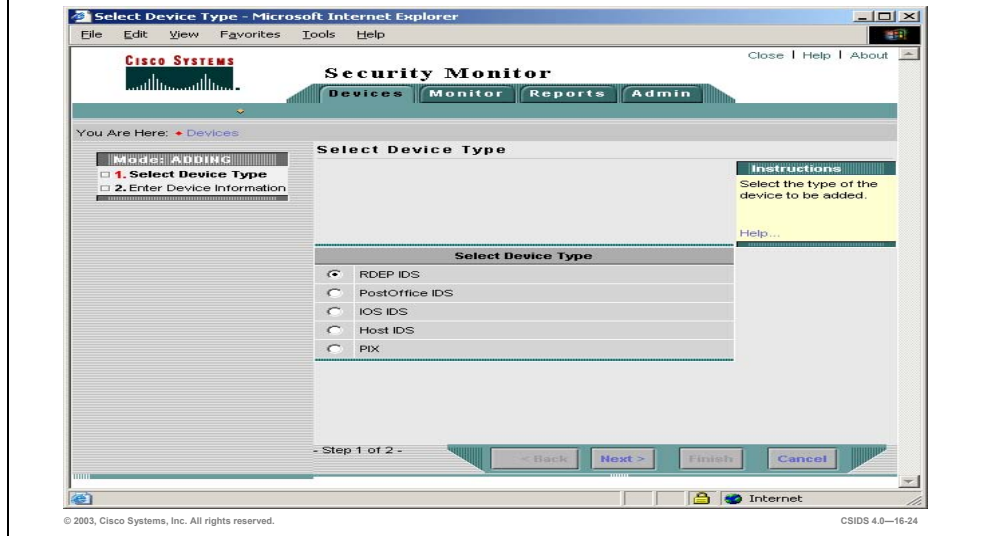 Select Device Type - Microsoft Internet Explorer
File Edit View Favorites Tools Help
CISCO SYSTEMS
Close | Help | About
Security Monitor
Devices Monitor Reports Admin
You Are Here: Devices
Mode: ADDING
1. Select Device Type
2. Enter Device Information
Select Device Type
Instructions
Select the type of the
device to be added.
Help...
Select Device Type
RDEP IDS
PostOffice IDS
IOS IDS
Host IDS
PIX
- Step 1 of 2 -
< Back Next > Finish Cancel
Internet
© 2003, Cisco Systems, Inc. All rights reserved.
CSIDS 4.0—16-24